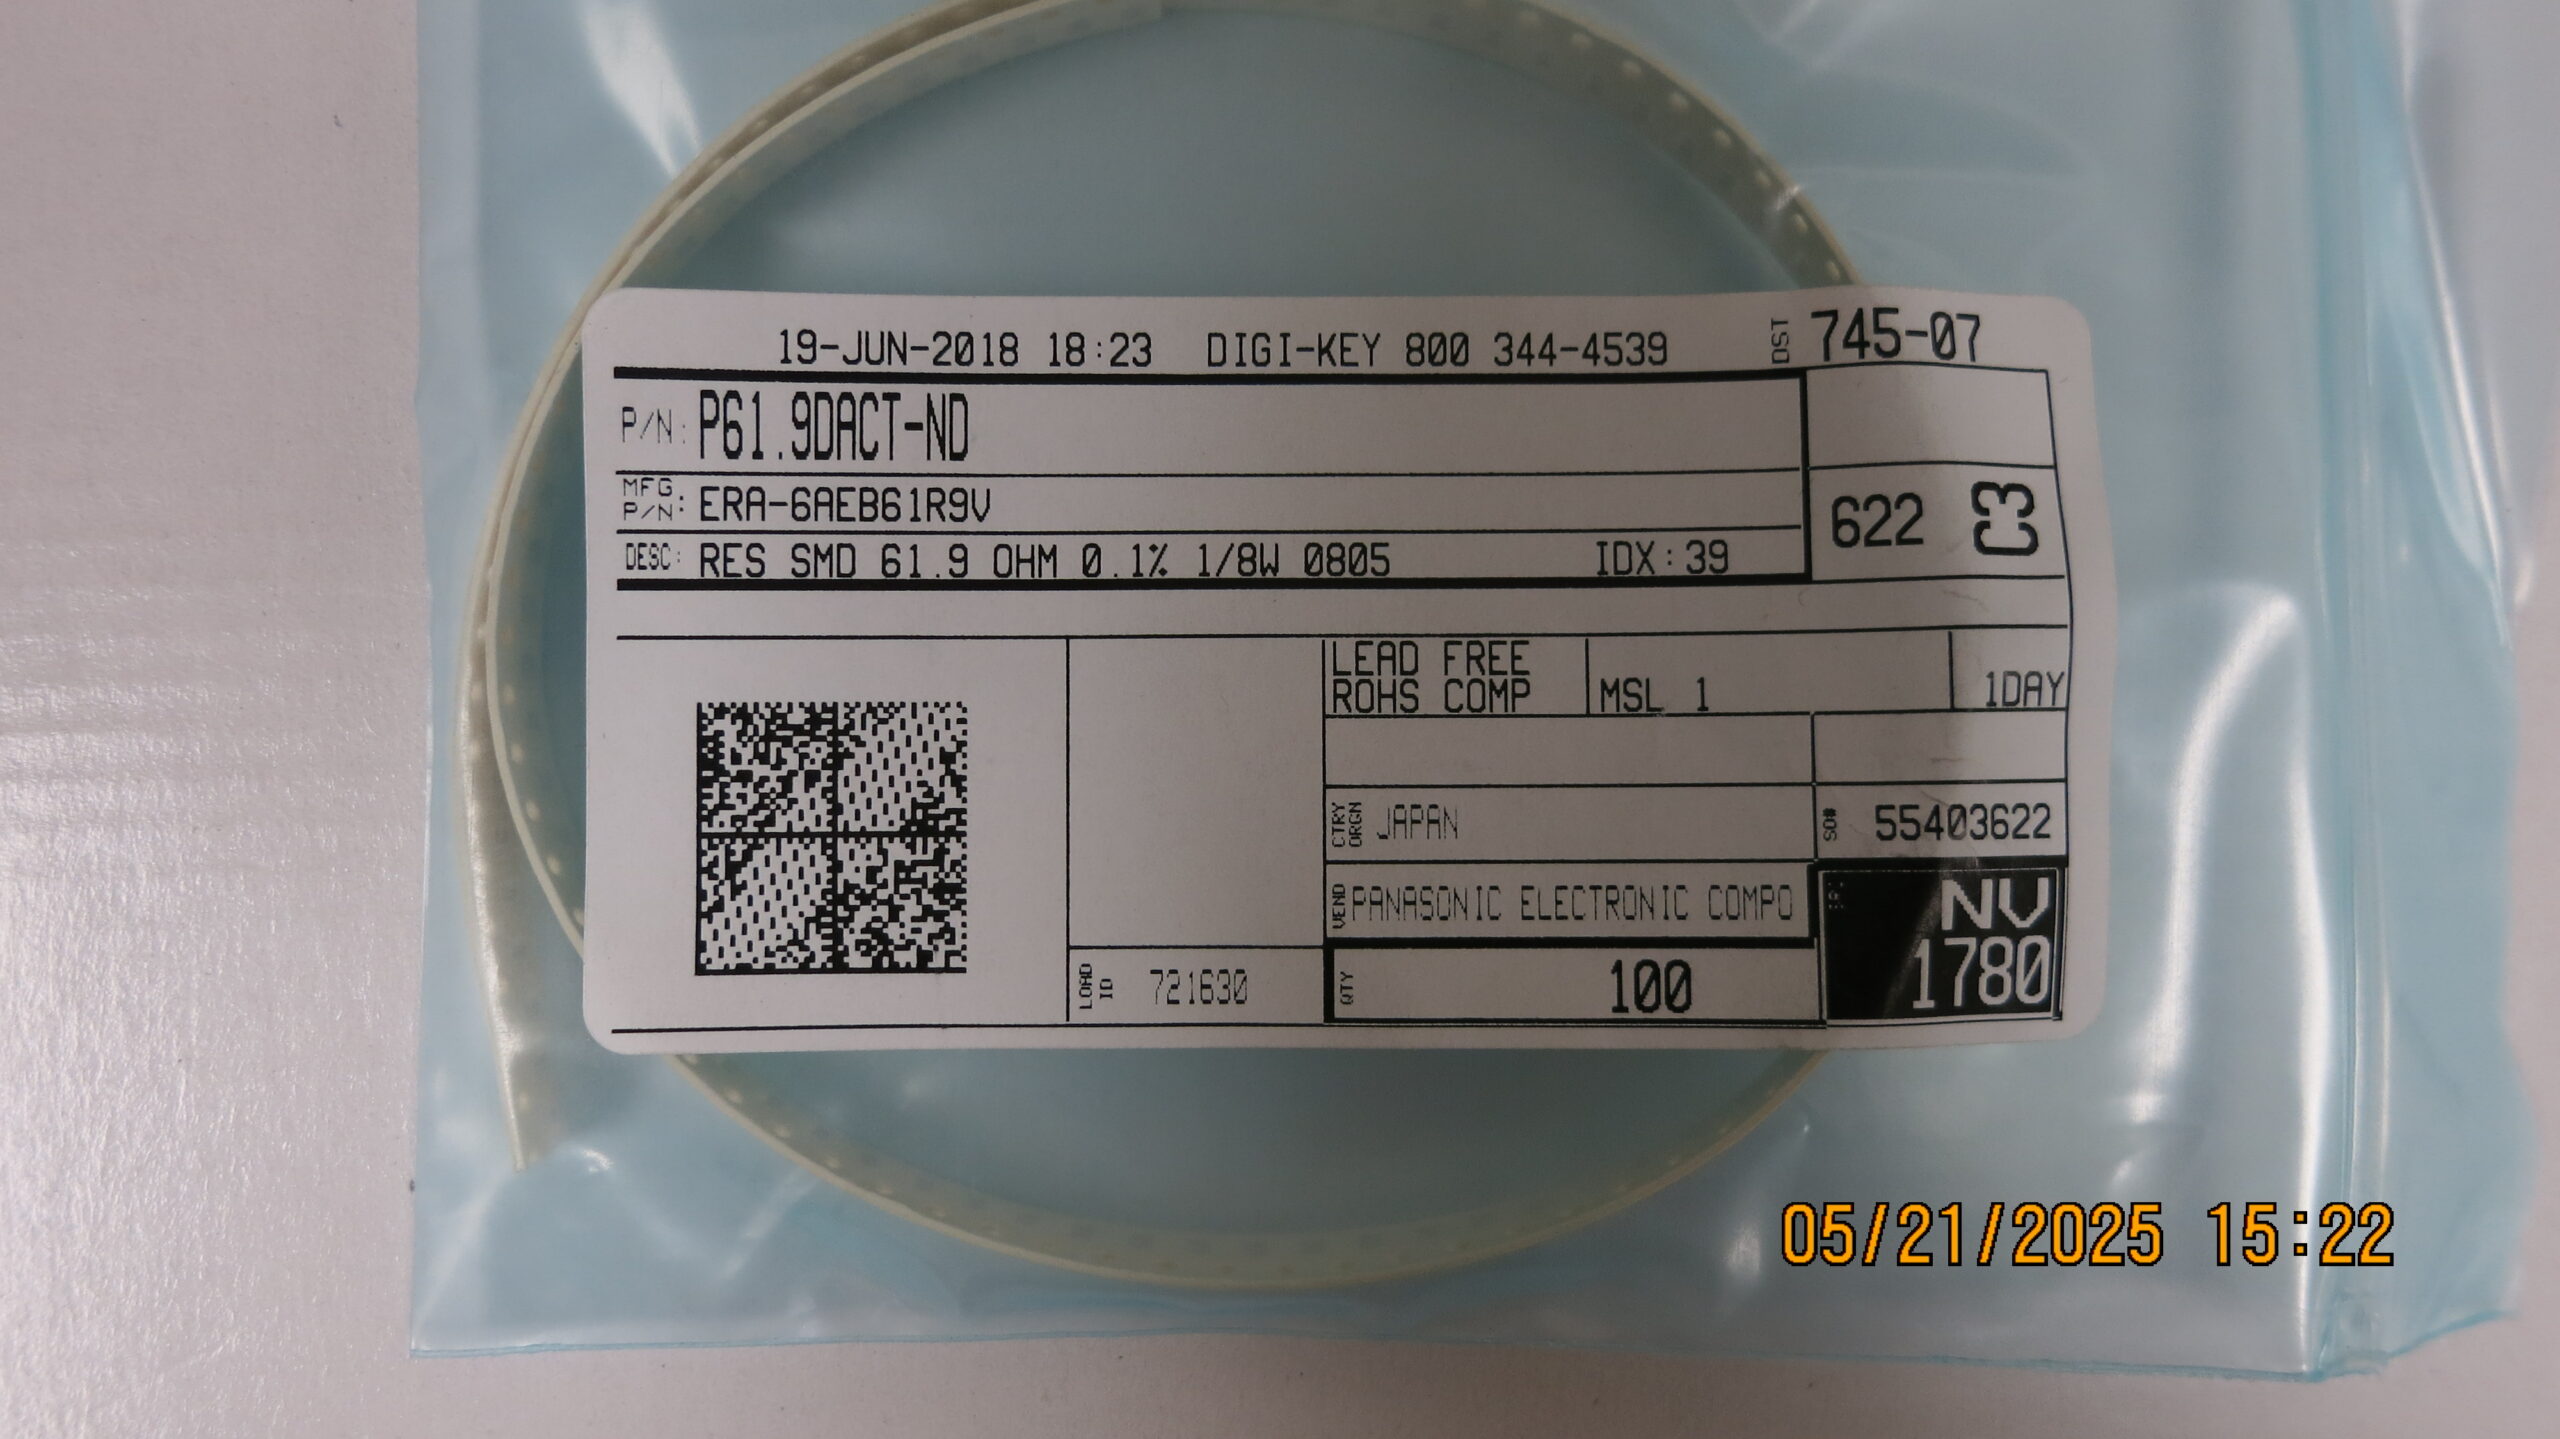 19-JUN-2018 18:23 DIGI-KEY 800 344-4539 DST 745-07
P/N: P61.9DACT-ND
MFG P/N: ERA-6AEB61R9V
622 C3
DESC: RES SMD 61.9 OHM 0.1% 1/8W 0805 IDX:39
LEAD FREE
ROHS COMP MSL 1 1DAY
CTRY ORGN JAPAN SO# 55403622
VEND PANASONIC ELECTRONIC COMPO
NV
1780
LOAD ID 721630 QTY 100
05/21/2025 15:22